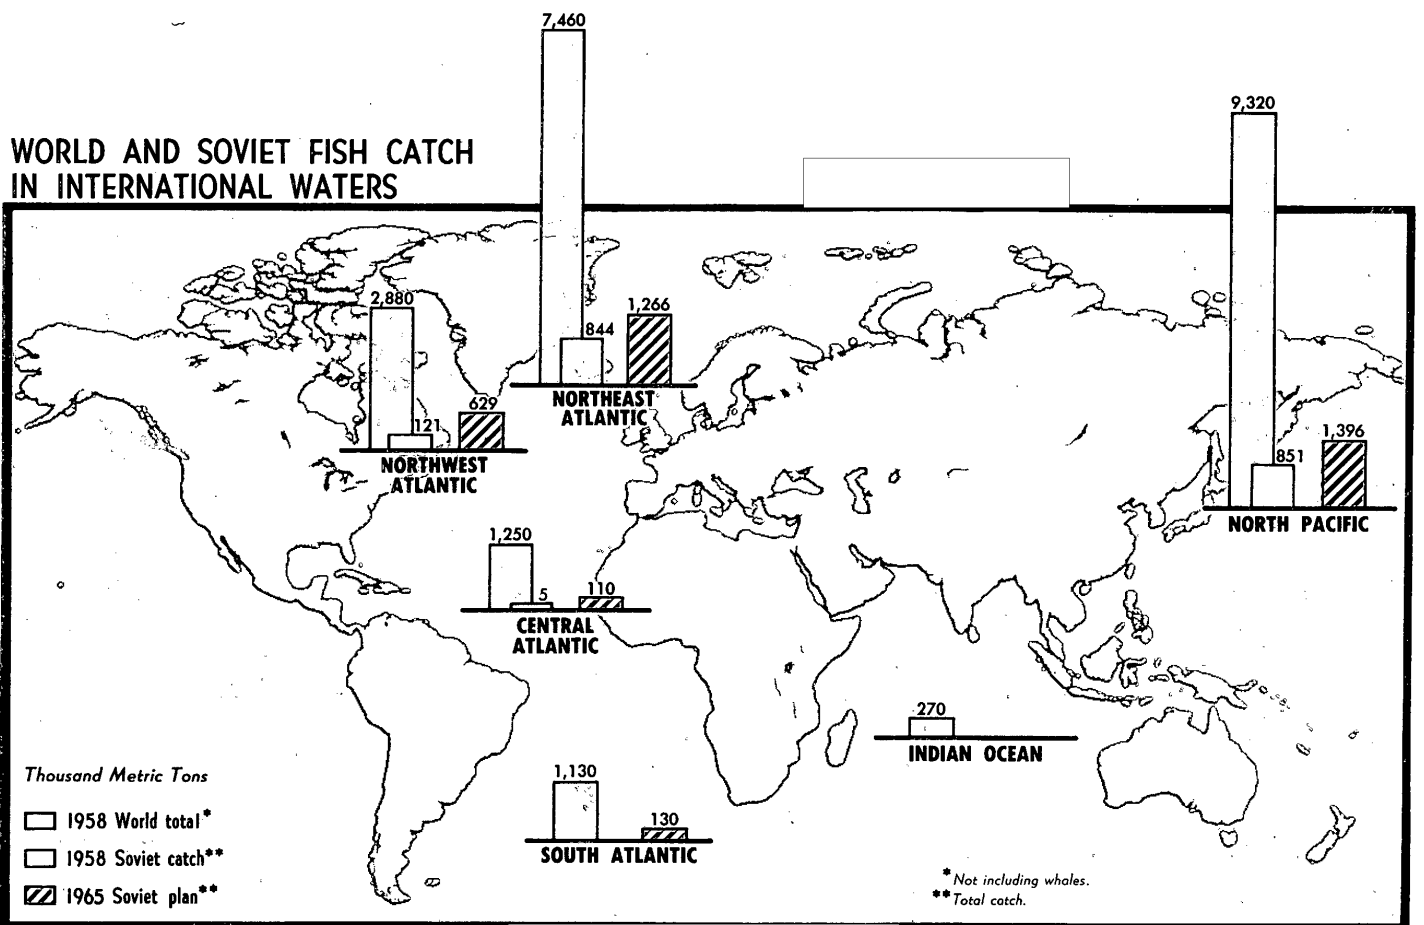 7,460
9,320
WORLD AND SOVIET FISH CATCH
IN INTERNATIONAL WATERS
2,880
1,266
844
NORTHEAST
ATLANTIC
629
121
NORTHWEST
ATLANTIC
1,396
851
NORTH PACIFIC
1,250
5
110
CENTRAL
ATLANTIC
270
INDIAN OCEAN
1,130
130
SOUTH ATLANTIC
Thousand Metric Tons
1958 World total*
1958 Soviet catch**
1965 Soviet plan**
*Not including whales.
**Total catch.